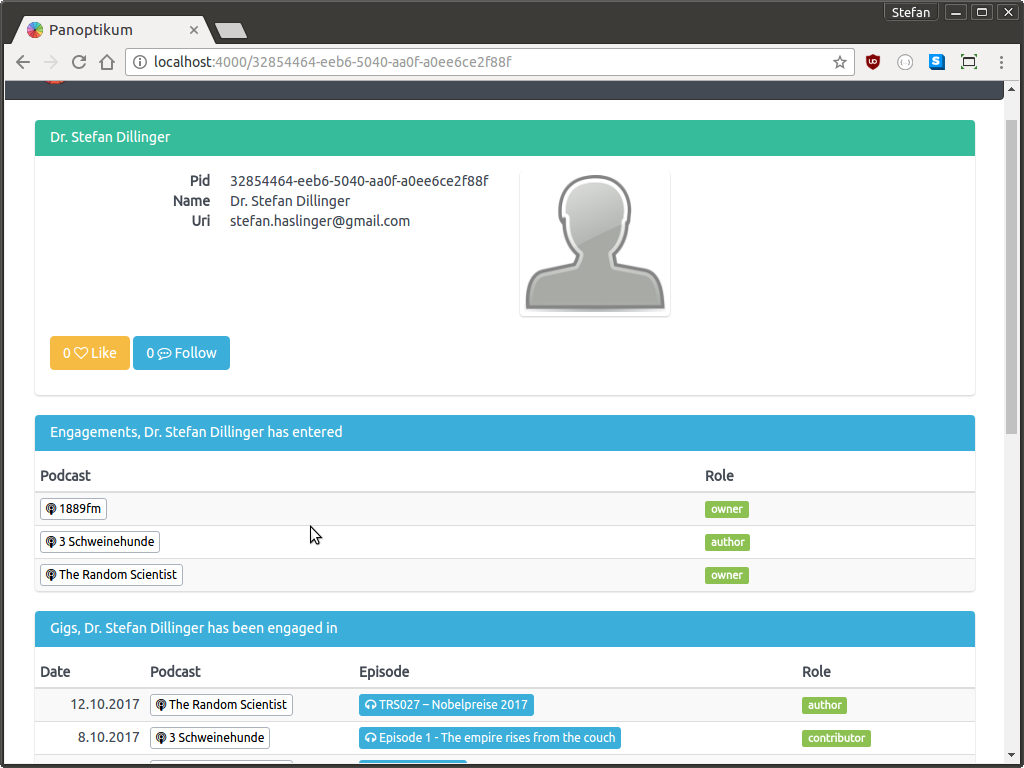 Stefan
Panoptikum
localhost:4000/32854464-eeb6-5040-aa0f-a0ee6ce2f88f
Dr. Stefan Dillinger
Pid 32854464-eeb6-5040-aa0f-a0ee6ce2f88f
Name Dr. Stefan Dillinger
Uri stefan.haslinger@gmail.com
0 Like 0 Follow
Engagements, Dr. Stefan Dillinger has entered
Podcast Role
1889fm owner
3 Schweinehunde author
The Random Scientist owner
Gigs, Dr. Stefan Dillinger has been engaged in
Date Podcast Episode Role
12.10.2017 The Random Scientist TRS027 – Nobelpreise 2017 author
8.10.2017 3 Schweinehunde Episode 1 - The empire rises from the couch contributor